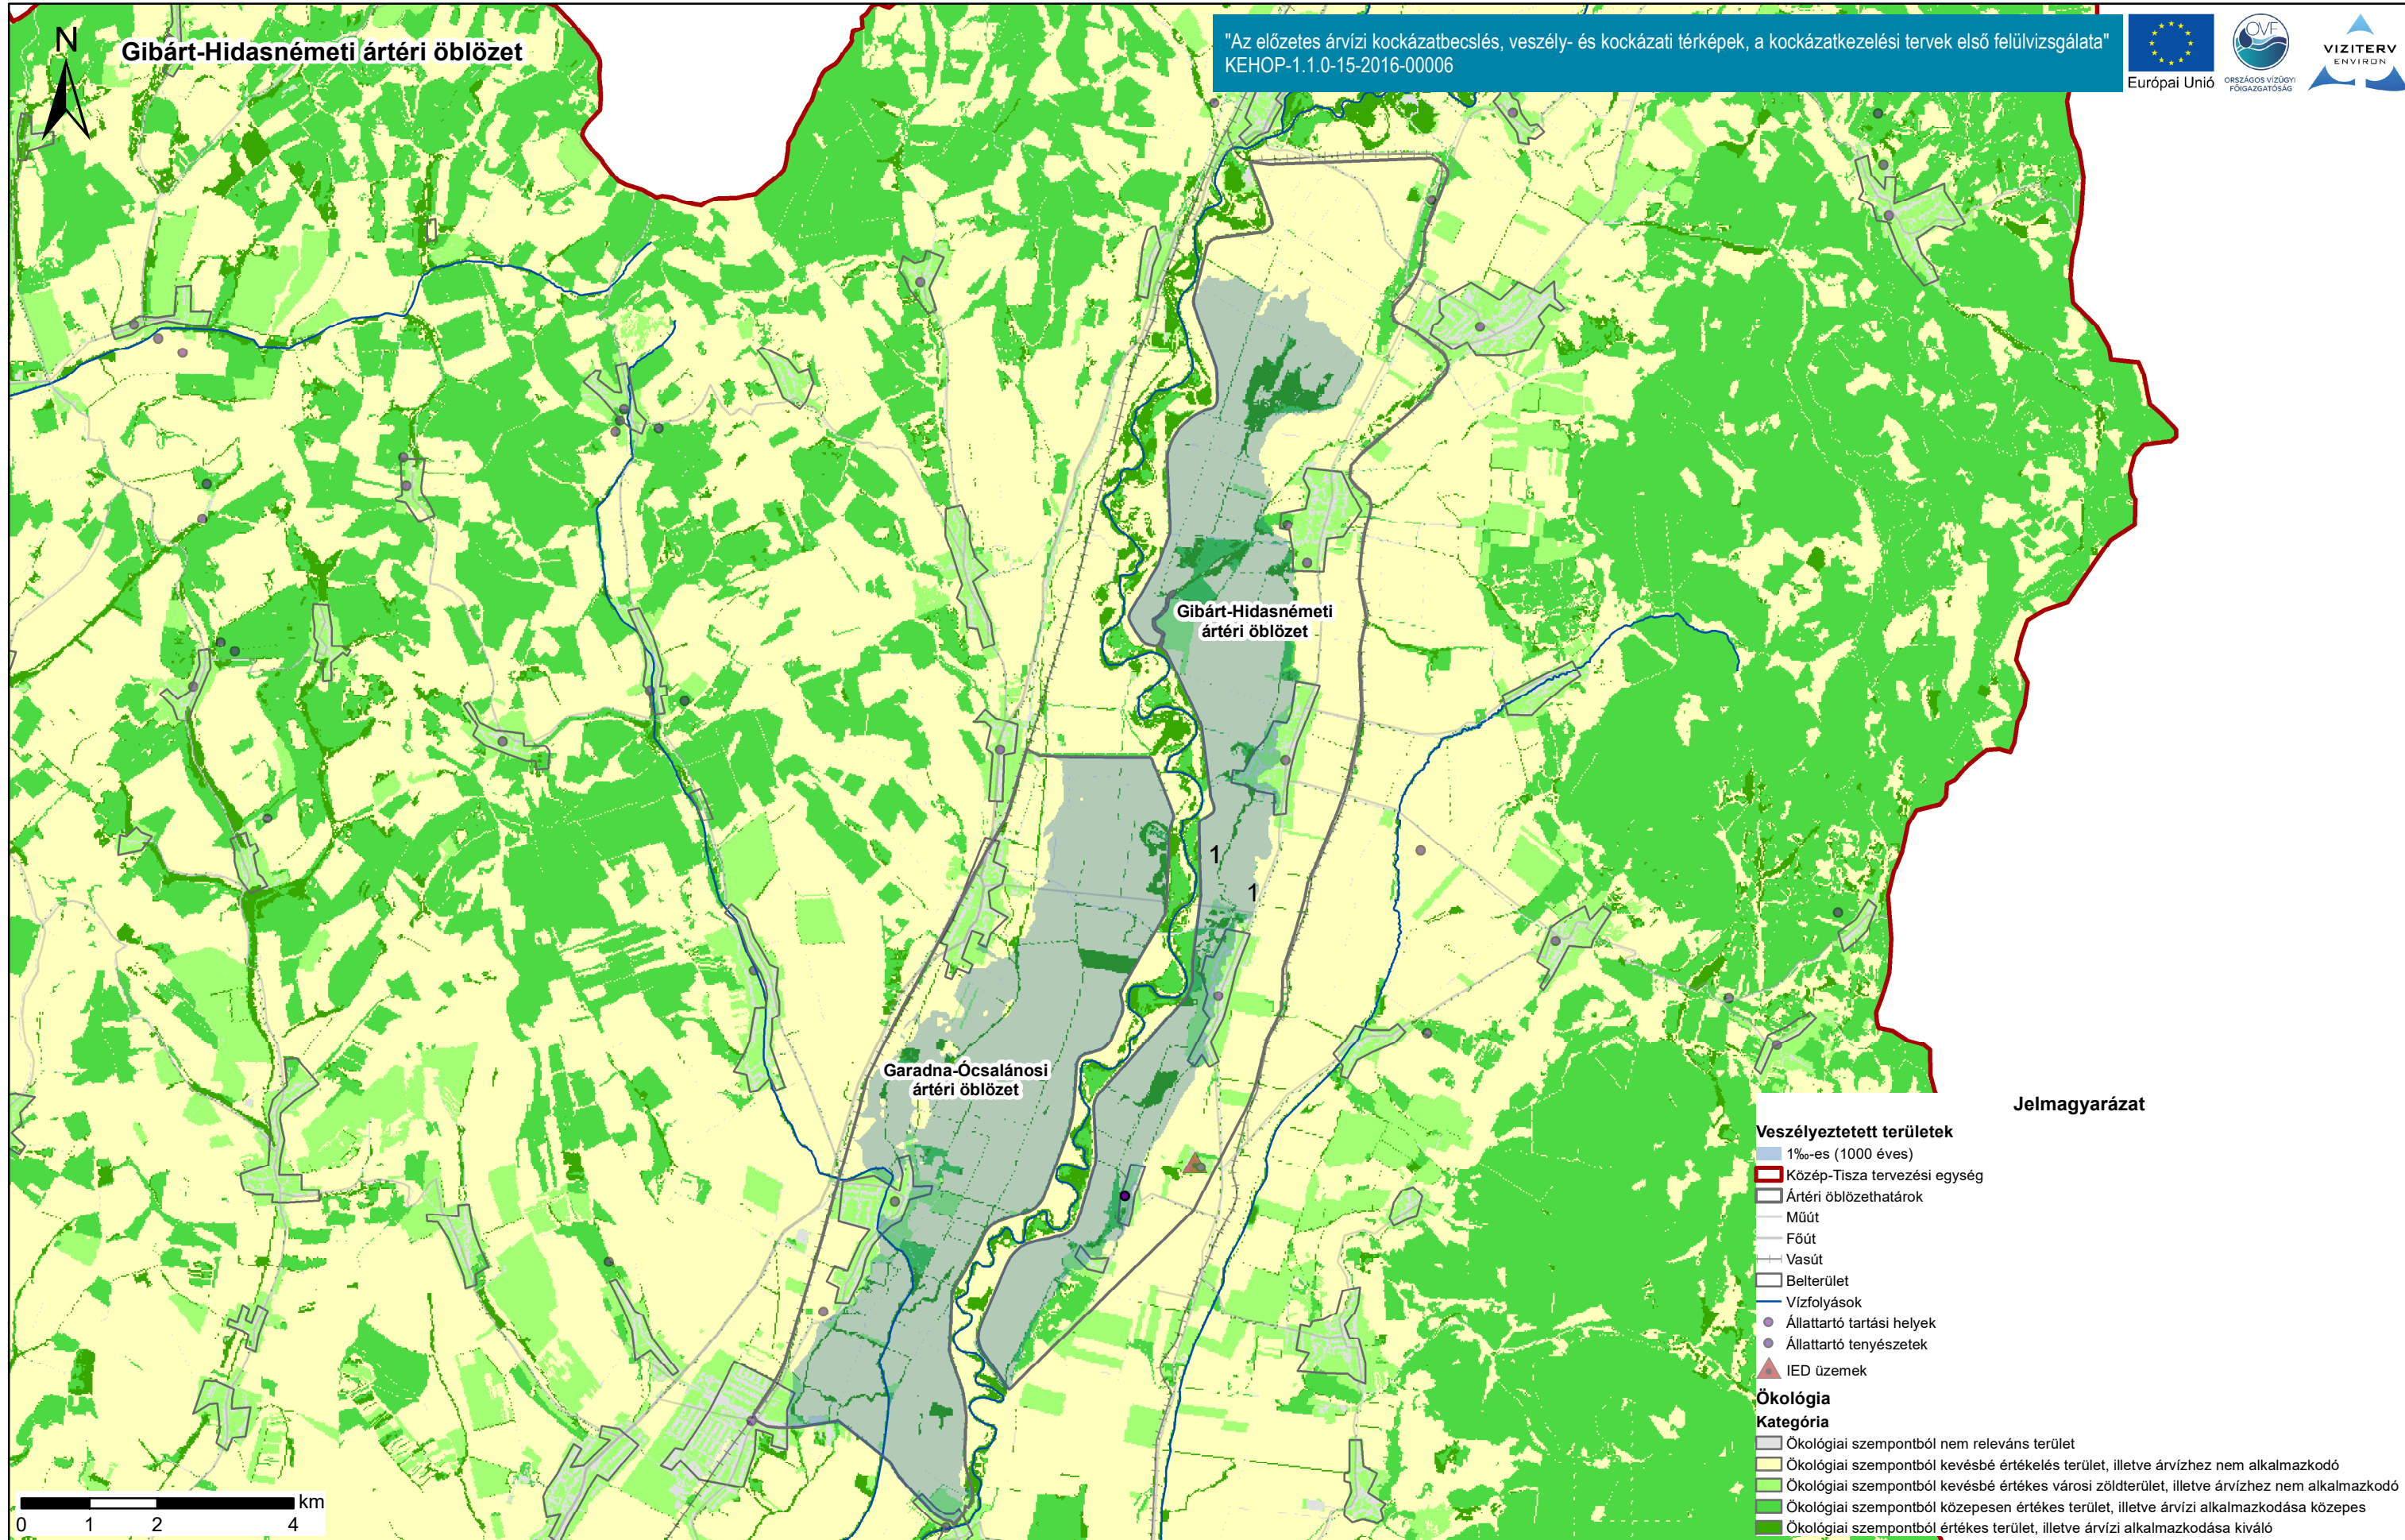 N
Gibárt-Hidasnémeti ártéri öblözet
"Az előzetes árvízi kockázatbecslés, veszély- és kockázati térképek, a kockázatkezelési tervek első felülvizsgálata"
KEHOP-1.1.0-15-2016-00006
Európai Unió
OVF
ORSZÁGOS VÍZÜGYI
FŐIGAZGATÓSÁG
VIZITERV
ENVIRON
Gibárt-Hidasnémeti
ártéri öblözet
1
1
Garadna-Ócsalánosi
ártéri öblözet
Jelmagyarázat
Veszélyeztetett területek
1‰-es (1000 éves)
Közép-Tisza tervezési egység
Ártéri öblözethatárok
Műút
Főút
Vasút
Belterület
Vízfolyások
Állattartó tartási helyek
Állattartó tenyészetek
IED üzemek
Ökológia
Kategória
Ökológiai szempontból nem releváns terület
Ökológiai szempontból kevésbé értékelés terület, illetve árvízhez nem alkalmazkodó
Ökológiai szempontból kevésbé értékes városi zöldterület, illetve árvízhez nem alkalmazkodó
Ökológiai szempontból közepesen értékes terület, illetve árvízi alkalmazkodása közepes
Ökológiai szempontból értékes terület, illetve árvízi alkalmazkodása kiváló
km
0 1 2 4